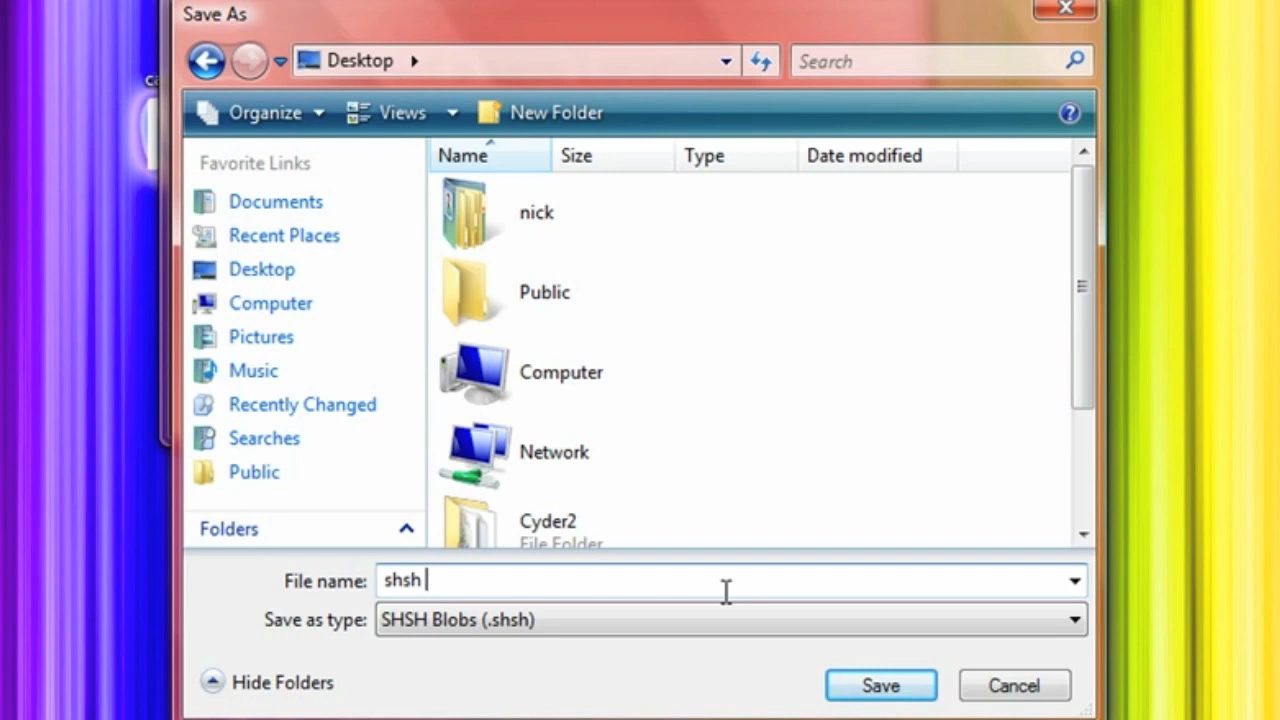 Save As
Desktop
Search
Organize Views New Folder
Favorite Links
Documents
Recent Places
Desktop
Computer
Pictures
Music
Recently Changed
Searches
Public
Folders
Name Size Type Date modified
nick
Public
Computer
Network
Cyder2
File Folder
File name: shsh
Save as type: SHSH Blobs (.shsh)
Hide Folders
Save Cancel